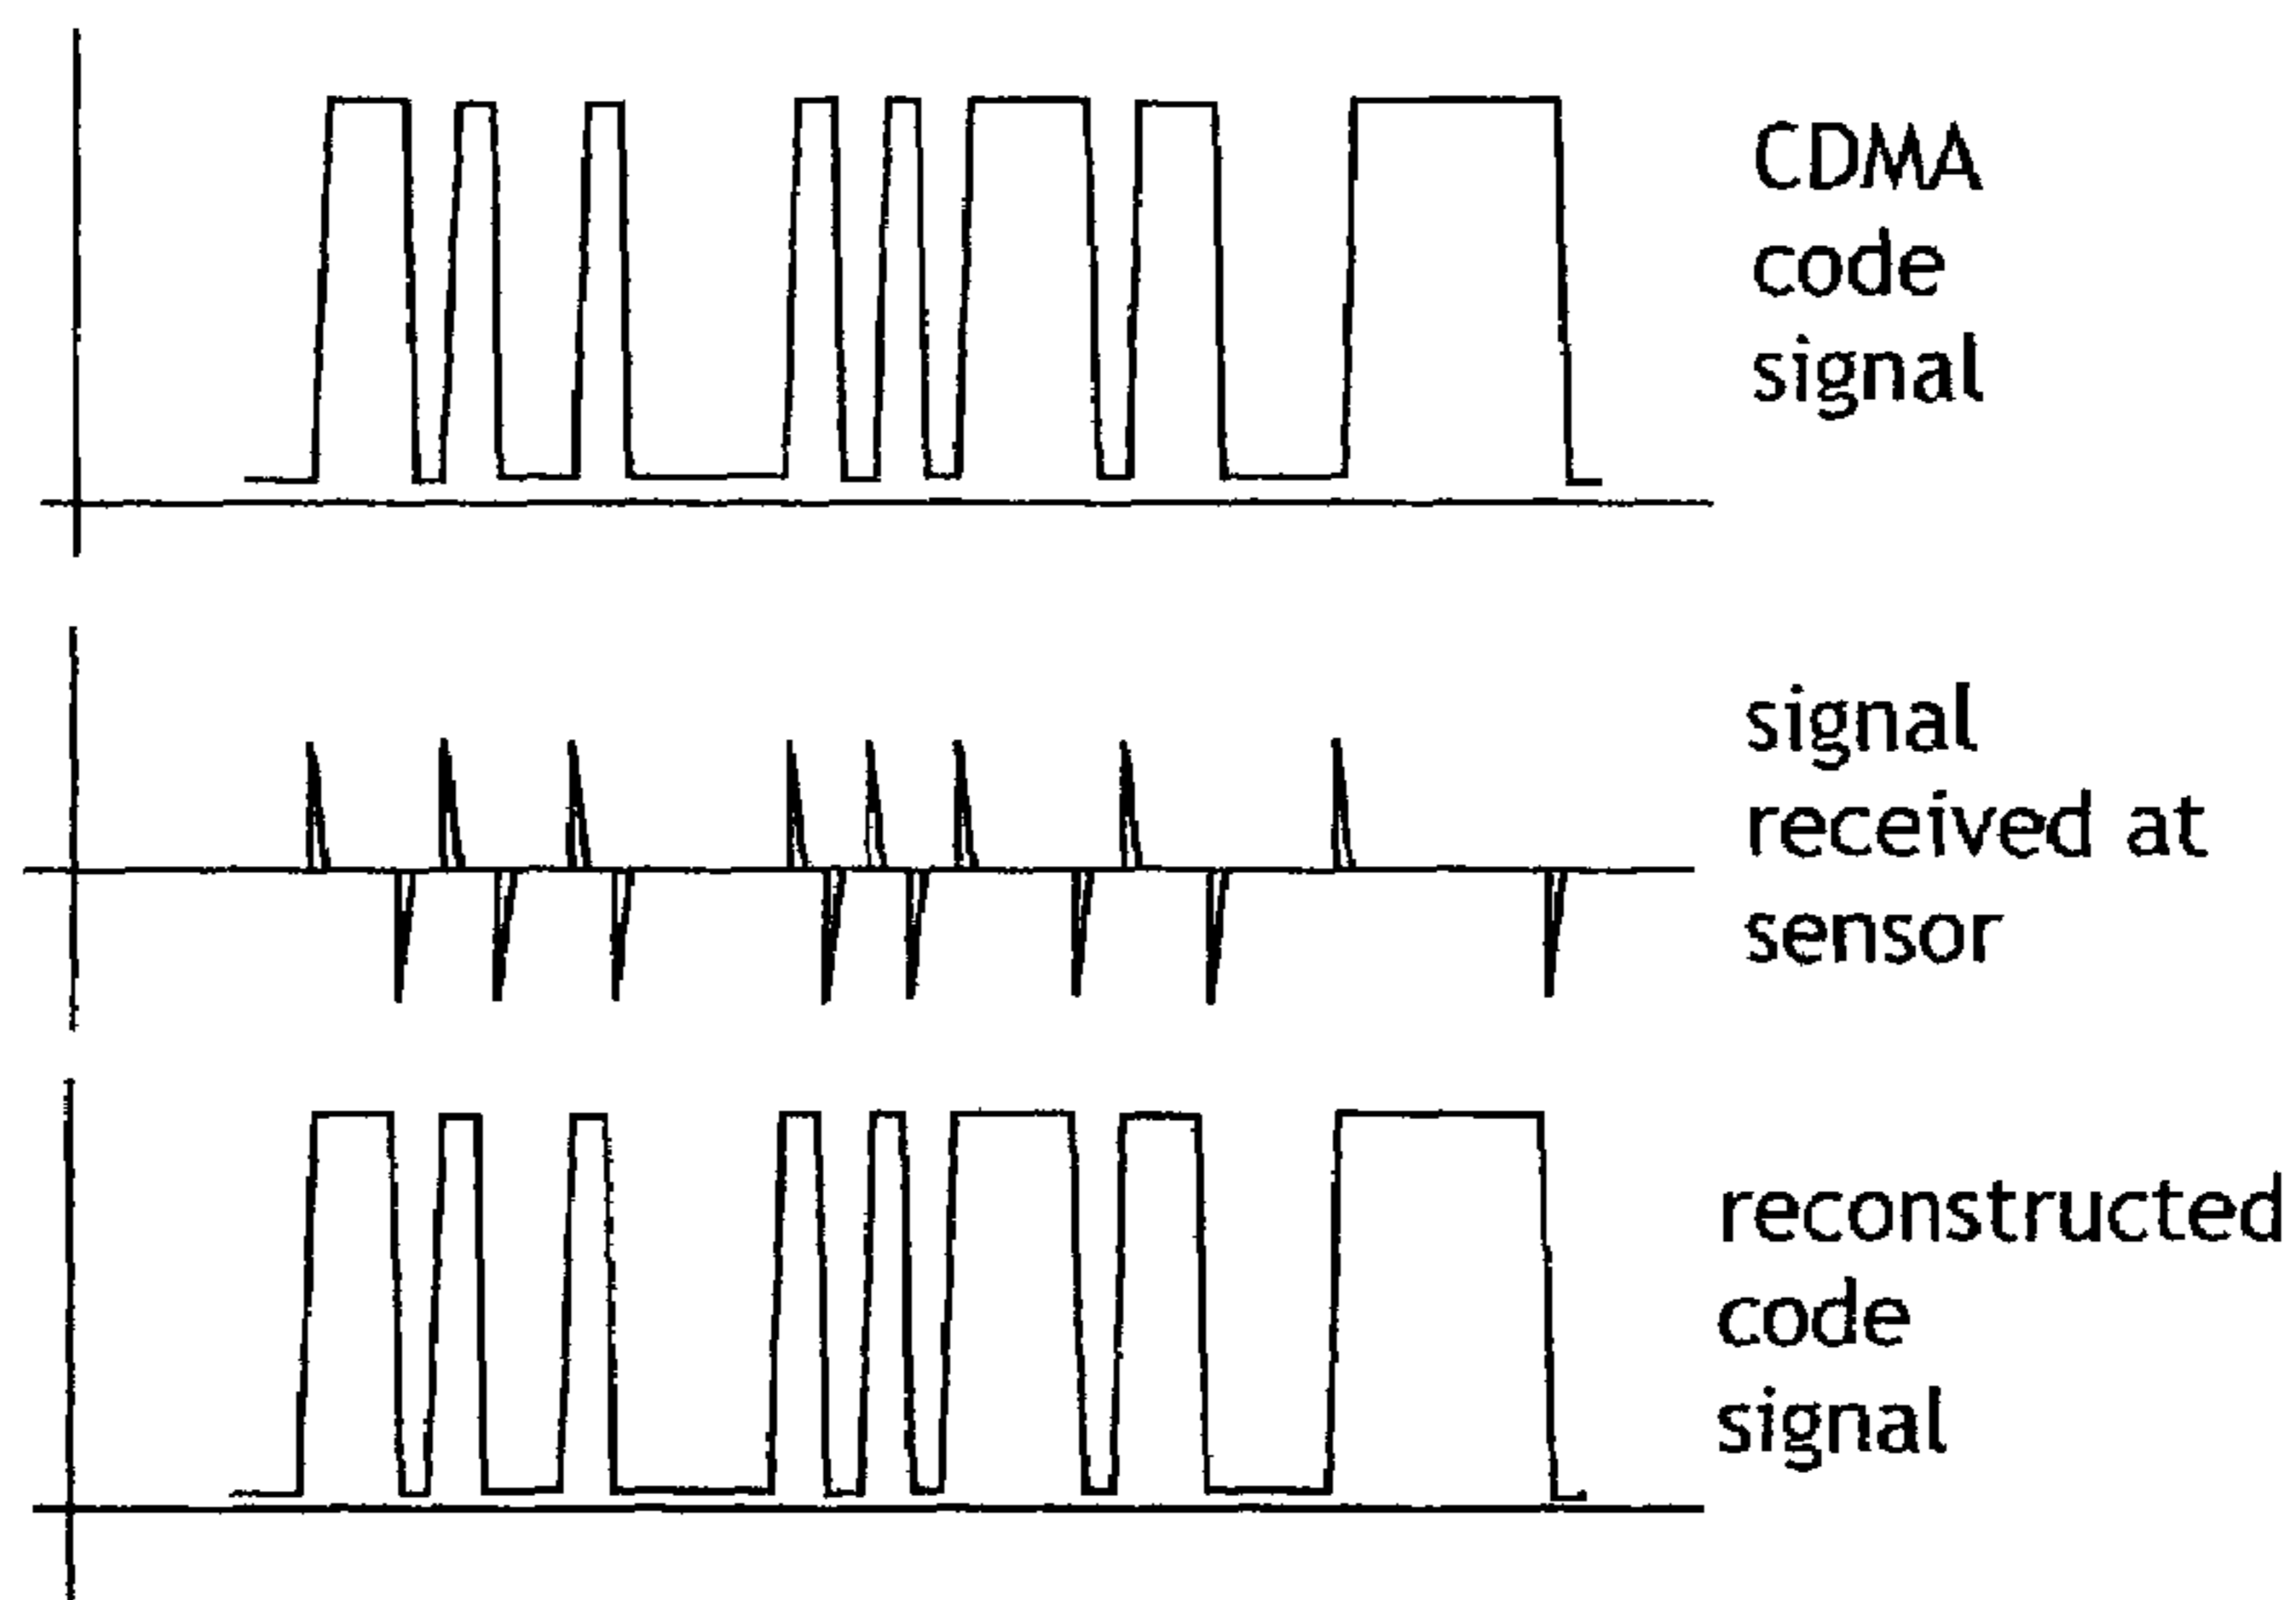 CDMA
code
signal
signal
received at
sensor
reconstructed
code
signal